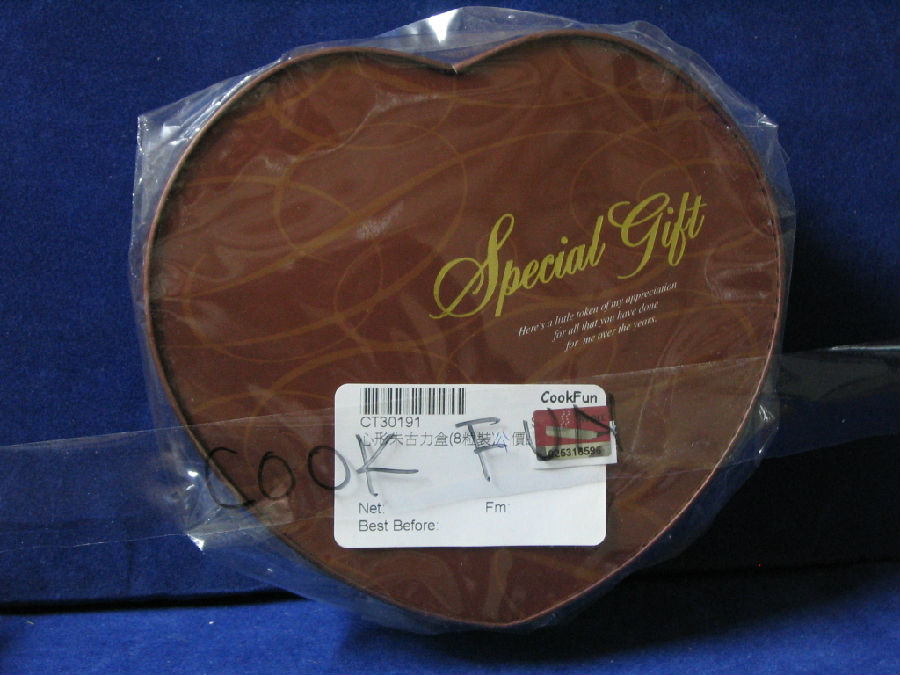 Special Gift
Here's a little token of my appreciation
for all that you have done
for me over the years.
CookFun
CT30191
心形朱古力盒(8粒裝)公價
COOK FUN
Net: Fm:
Best Before: